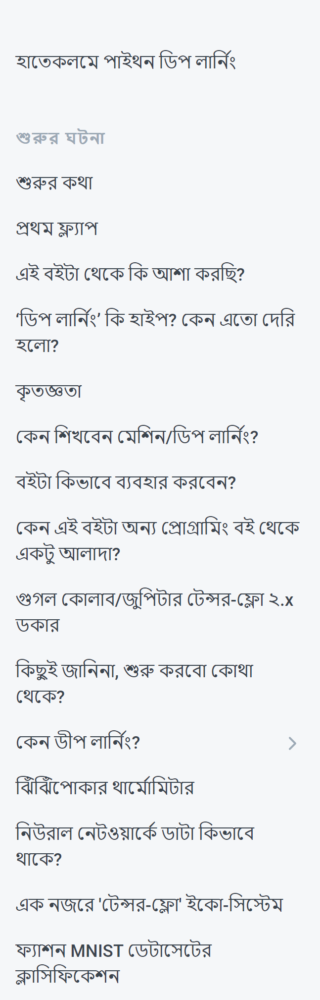 হাতেকলমে পাইথন ডিপ লার্নিং
শুরুর ঘটনা
শুরুর কথা
প্রথম ফ্ল্যাপ
এই বইটা থেকে কি আশা করছি?
‘ডিপ লার্নিং’ কি হাইপ? কেন এতো দেরি
হলো?
কৃতজ্ঞতা
কেন শিখবেন মেশিন/ডিপ লার্নিং?
বইটা কিভাবে ব্যবহার করবেন?
কেন এই বইটা অন্য প্রোগ্রামিং বই থেকে
একটু আলাদা?
গুগল কোলাব/জুপিটার টেন্সর-ফ্লো ২.x
ডকার
কিছুই জানিনা, শুরু করবো কোথা
থেকে?
কেন ডীপ লার্নিং?
ঝিঁঝিঁপোকার থার্মোমিটার
নিউরাল নেটওয়ার্কে ডাটা কিভাবে
থাকে?
এক নজরে 'টেন্সর-ফ্লো' ইকো-সিস্টেম
ফ্যাশন MNIST ডেটাসেটের
ক্লাসিফিকেশন